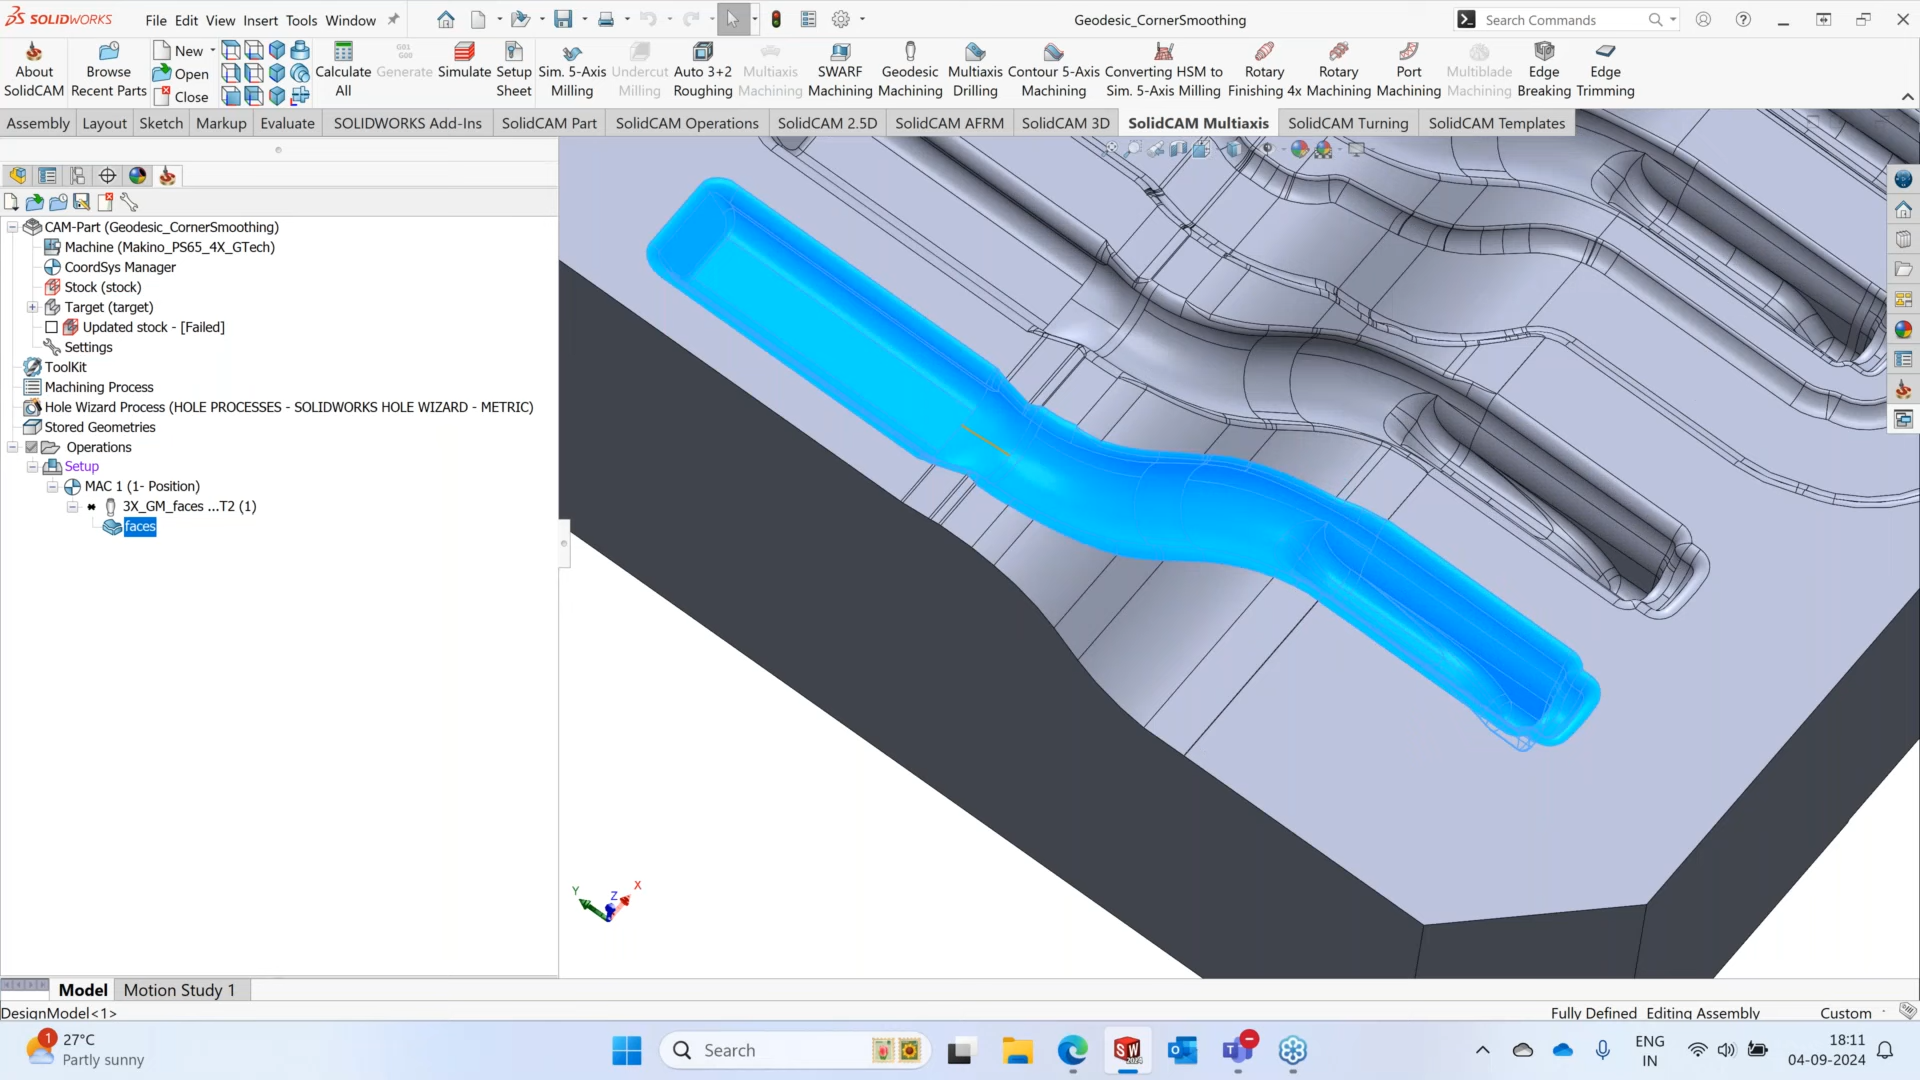 SOLIDWORKS File Edit View Insert Tools Window Geodesic_CornerSmoothing Search Commands
About SolidCAM
Browse Recent Parts
New
Open
Close
Calculate All
G01 G00
Generate
Simulate
Setup Sheet
Sim. 5-Axis Milling
Undercut Milling
Auto 3+2 Roughing
Multiaxis Machining
SWARF Machining
Geodesic Machining
Multiaxis Drilling
Contour 5-Axis Machining
Converting HSM to Sim. 5-Axis Milling
Rotary Finishing 4x
Rotary Machining
Port Machining
Multiblade Machining
Edge Breaking
Edge Trimming
Assembly Layout Sketch Markup Evaluate SOLIDWORKS Add-Ins SolidCAM Part SolidCAM Operations SolidCAM 2.5D SolidCAM AFRM SolidCAM 3D SolidCAM Multiaxis SolidCAM Turning SolidCAM Templates
CAM-Part (Geodesic_CornerSmoothing)
Machine (Makino_PS65_4X_GTech)
CoordSys Manager
Stock (stock)
Target (target)
Updated stock - [Failed]
Settings
ToolKit
Machining Process
Hole Wizard Process (HOLE PROCESSES - SOLIDWORKS HOLE WIZARD - METRIC)
Stored Geometries
Operations
Setup
MAC 1 (1- Position)
3X_GM_faces ...T2 (1)
faces
Y Z X
Model Motion Study 1
DesignModel<1> Fully Defined Editing Assembly Custom
1 27°C
Partly sunny
Search
SW 2024
ENG
IN
18:11
04-09-2024